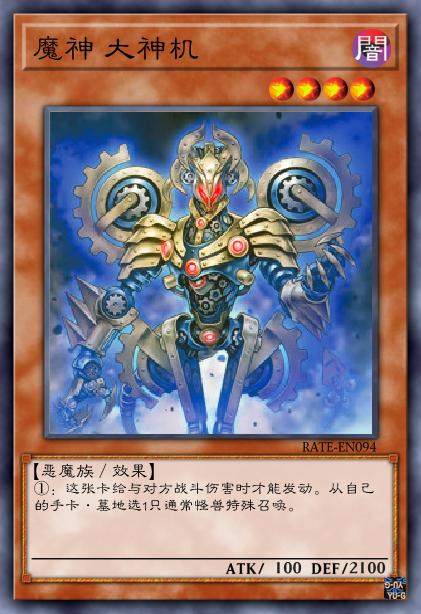 魔神 大神机
闇
RATE-EN094
【恶魔族／效果】
①：这张卡给与对方战斗伤害时才能发动。从自己
的手卡·墓地选1只通常怪兽特殊召唤。
ATK/ 100 DEF/2100